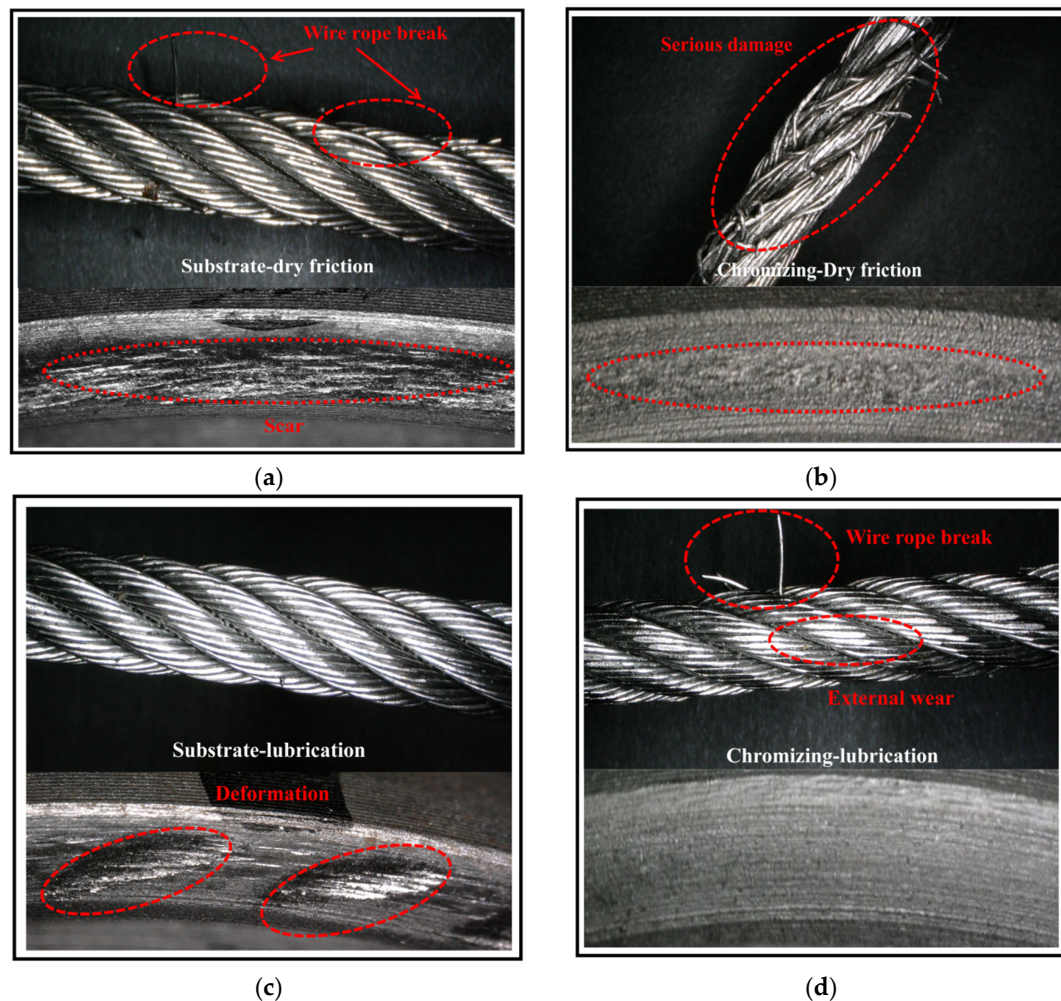 Wire rope break
Substrate-dry friction
Scar
(a)
Serious damage
Chromizing-Dry friction
(b)
Substrate-lubrication
Deformation
(c)
Wire rope break
External wear
Chromizing-lubrication
(d)